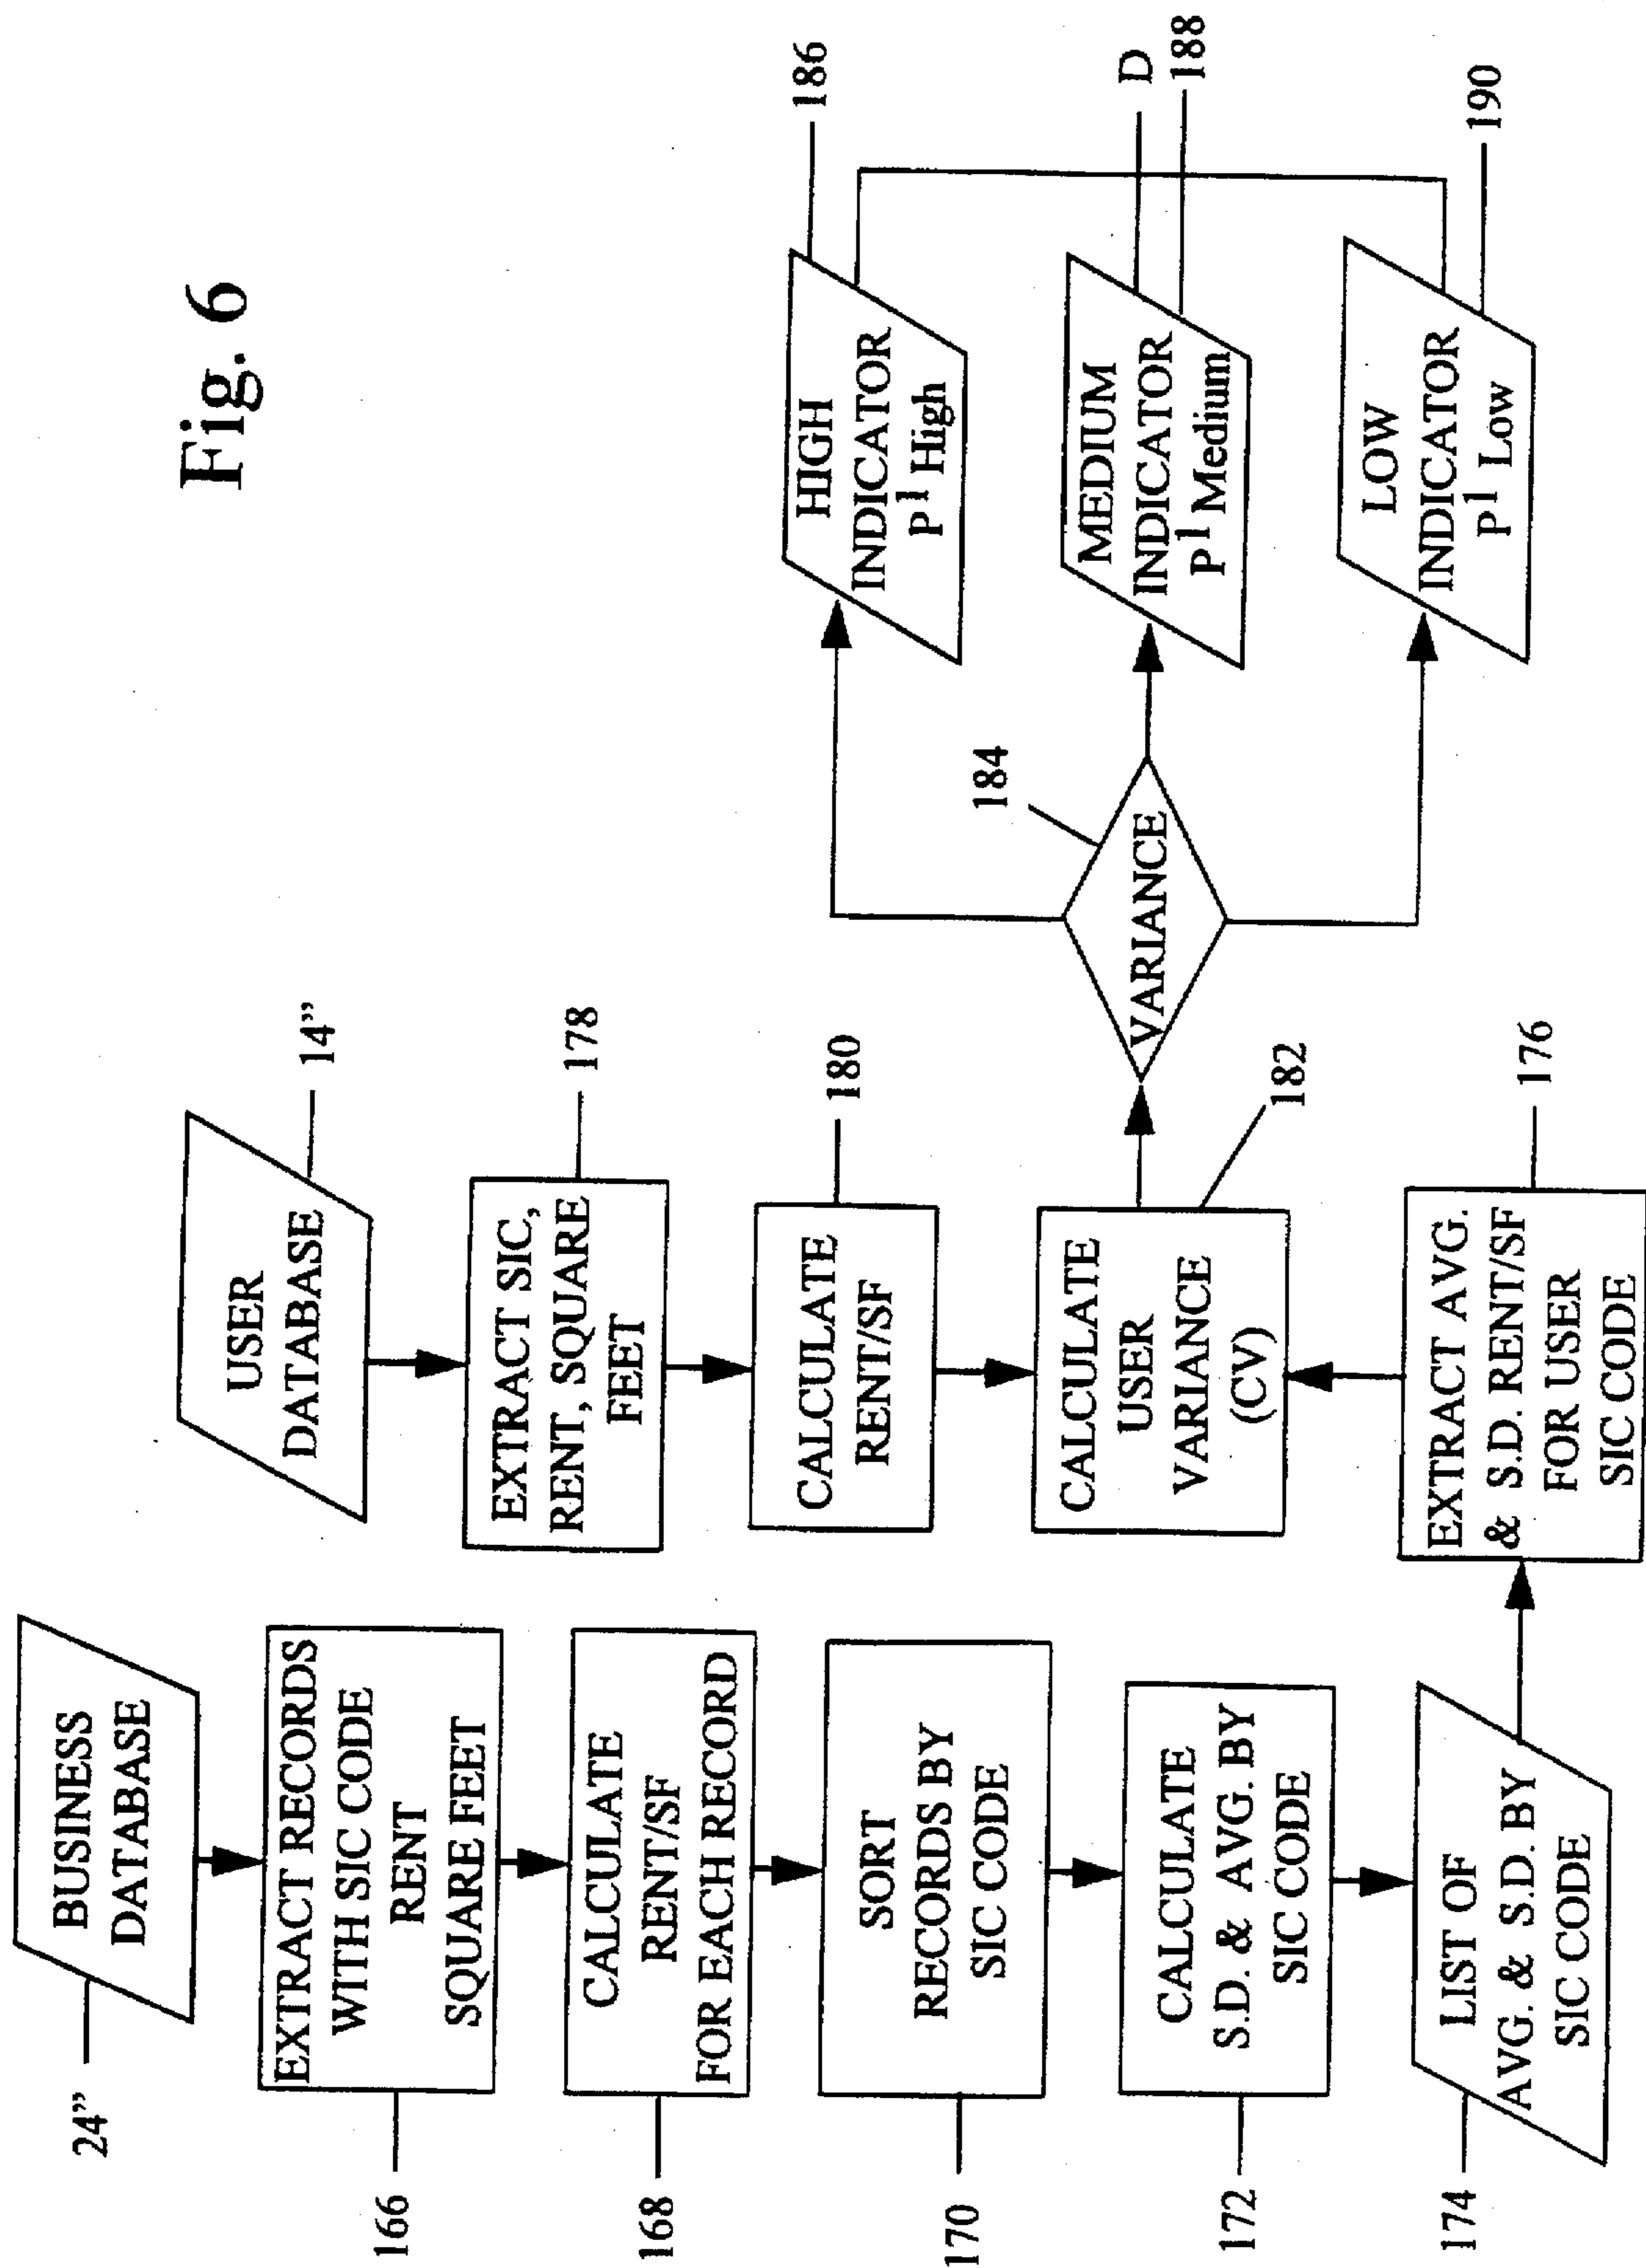 Fig. 6
24”
BUSINESS
DATABASE
166
EXTRACT RECORDS
WITH SIC CODE
RENT
SQUARE FEET
168
CALCULATE
RENT/SF
FOR EACH RECORD
170
SORT
RECORDS BY
SIC CODE
172
CALCULATE
S.D. & AVG. BY
SIC CODE
174
LIST OF
AVG. & S.D. BY
SIC CODE
USER
DATABASE
14”
EXTRACT SIC,
RENT, SQUARE
FEET
178
CALCULATE
RENT/SF
180
CALCULATE
USER
VARIANCE
(CV)
182
EXTRACT AVG.
& S.D. RENT/SF
FOR USER
SIC CODE
176
VARIANCE
184
HIGH
INDICATOR
P1 High
186
MEDIUM
INDICATOR
P1 Medium
D
188
LOW
INDICATOR
P1 Low
190